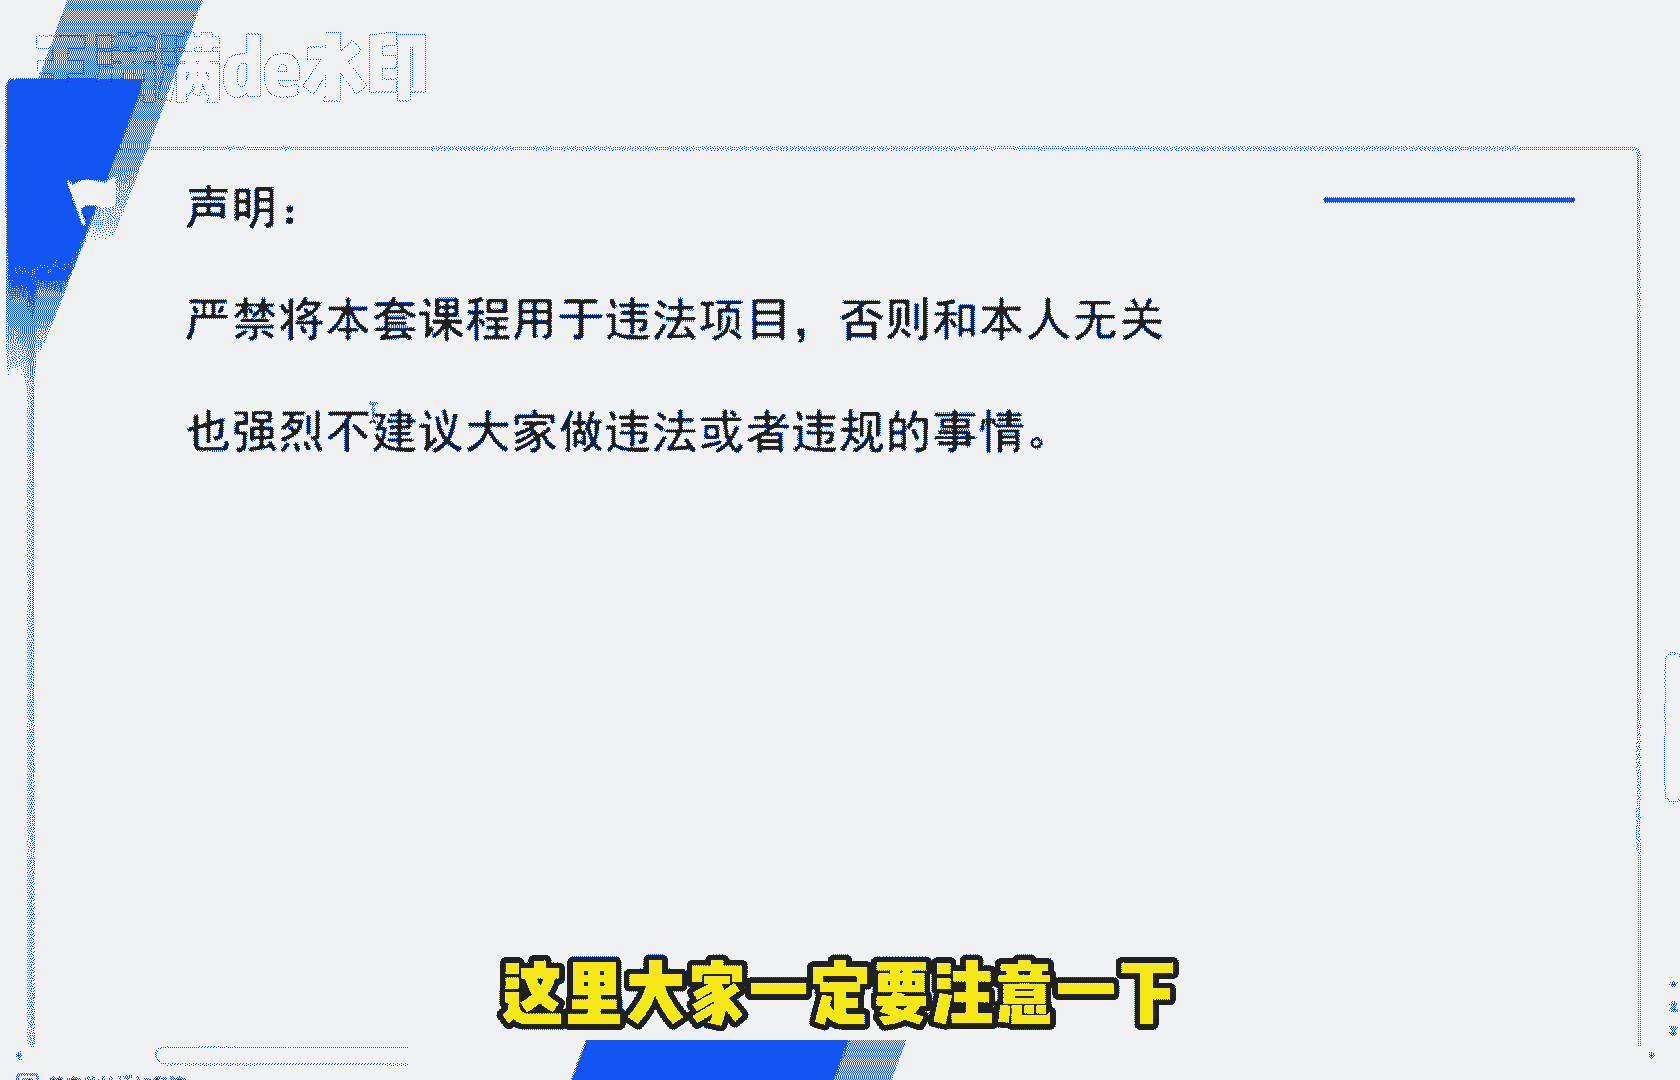 de水印
声明：
严禁将本套课程用于违法项目，否则和本人无关
也强烈不建议大家做违法或者违规的事情。
这里大家一定要注意一下